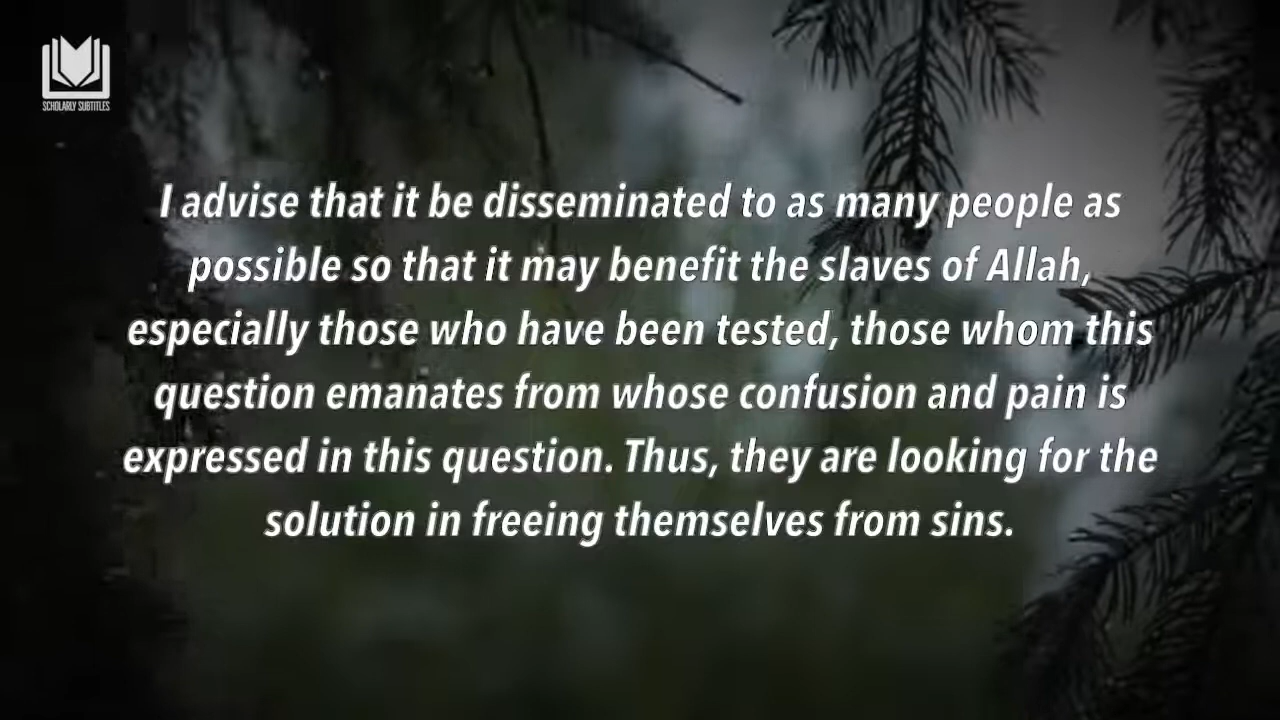 SCHOLARLY SUBTITLES
I advise that it be disseminated to as many people as
possible so that it may benefit the slaves of Allah,
especially those who have been tested, those whom this
question emanates from whose confusion and pain is
expressed in this question. Thus, they are looking for the
solution in freeing themselves from sins.